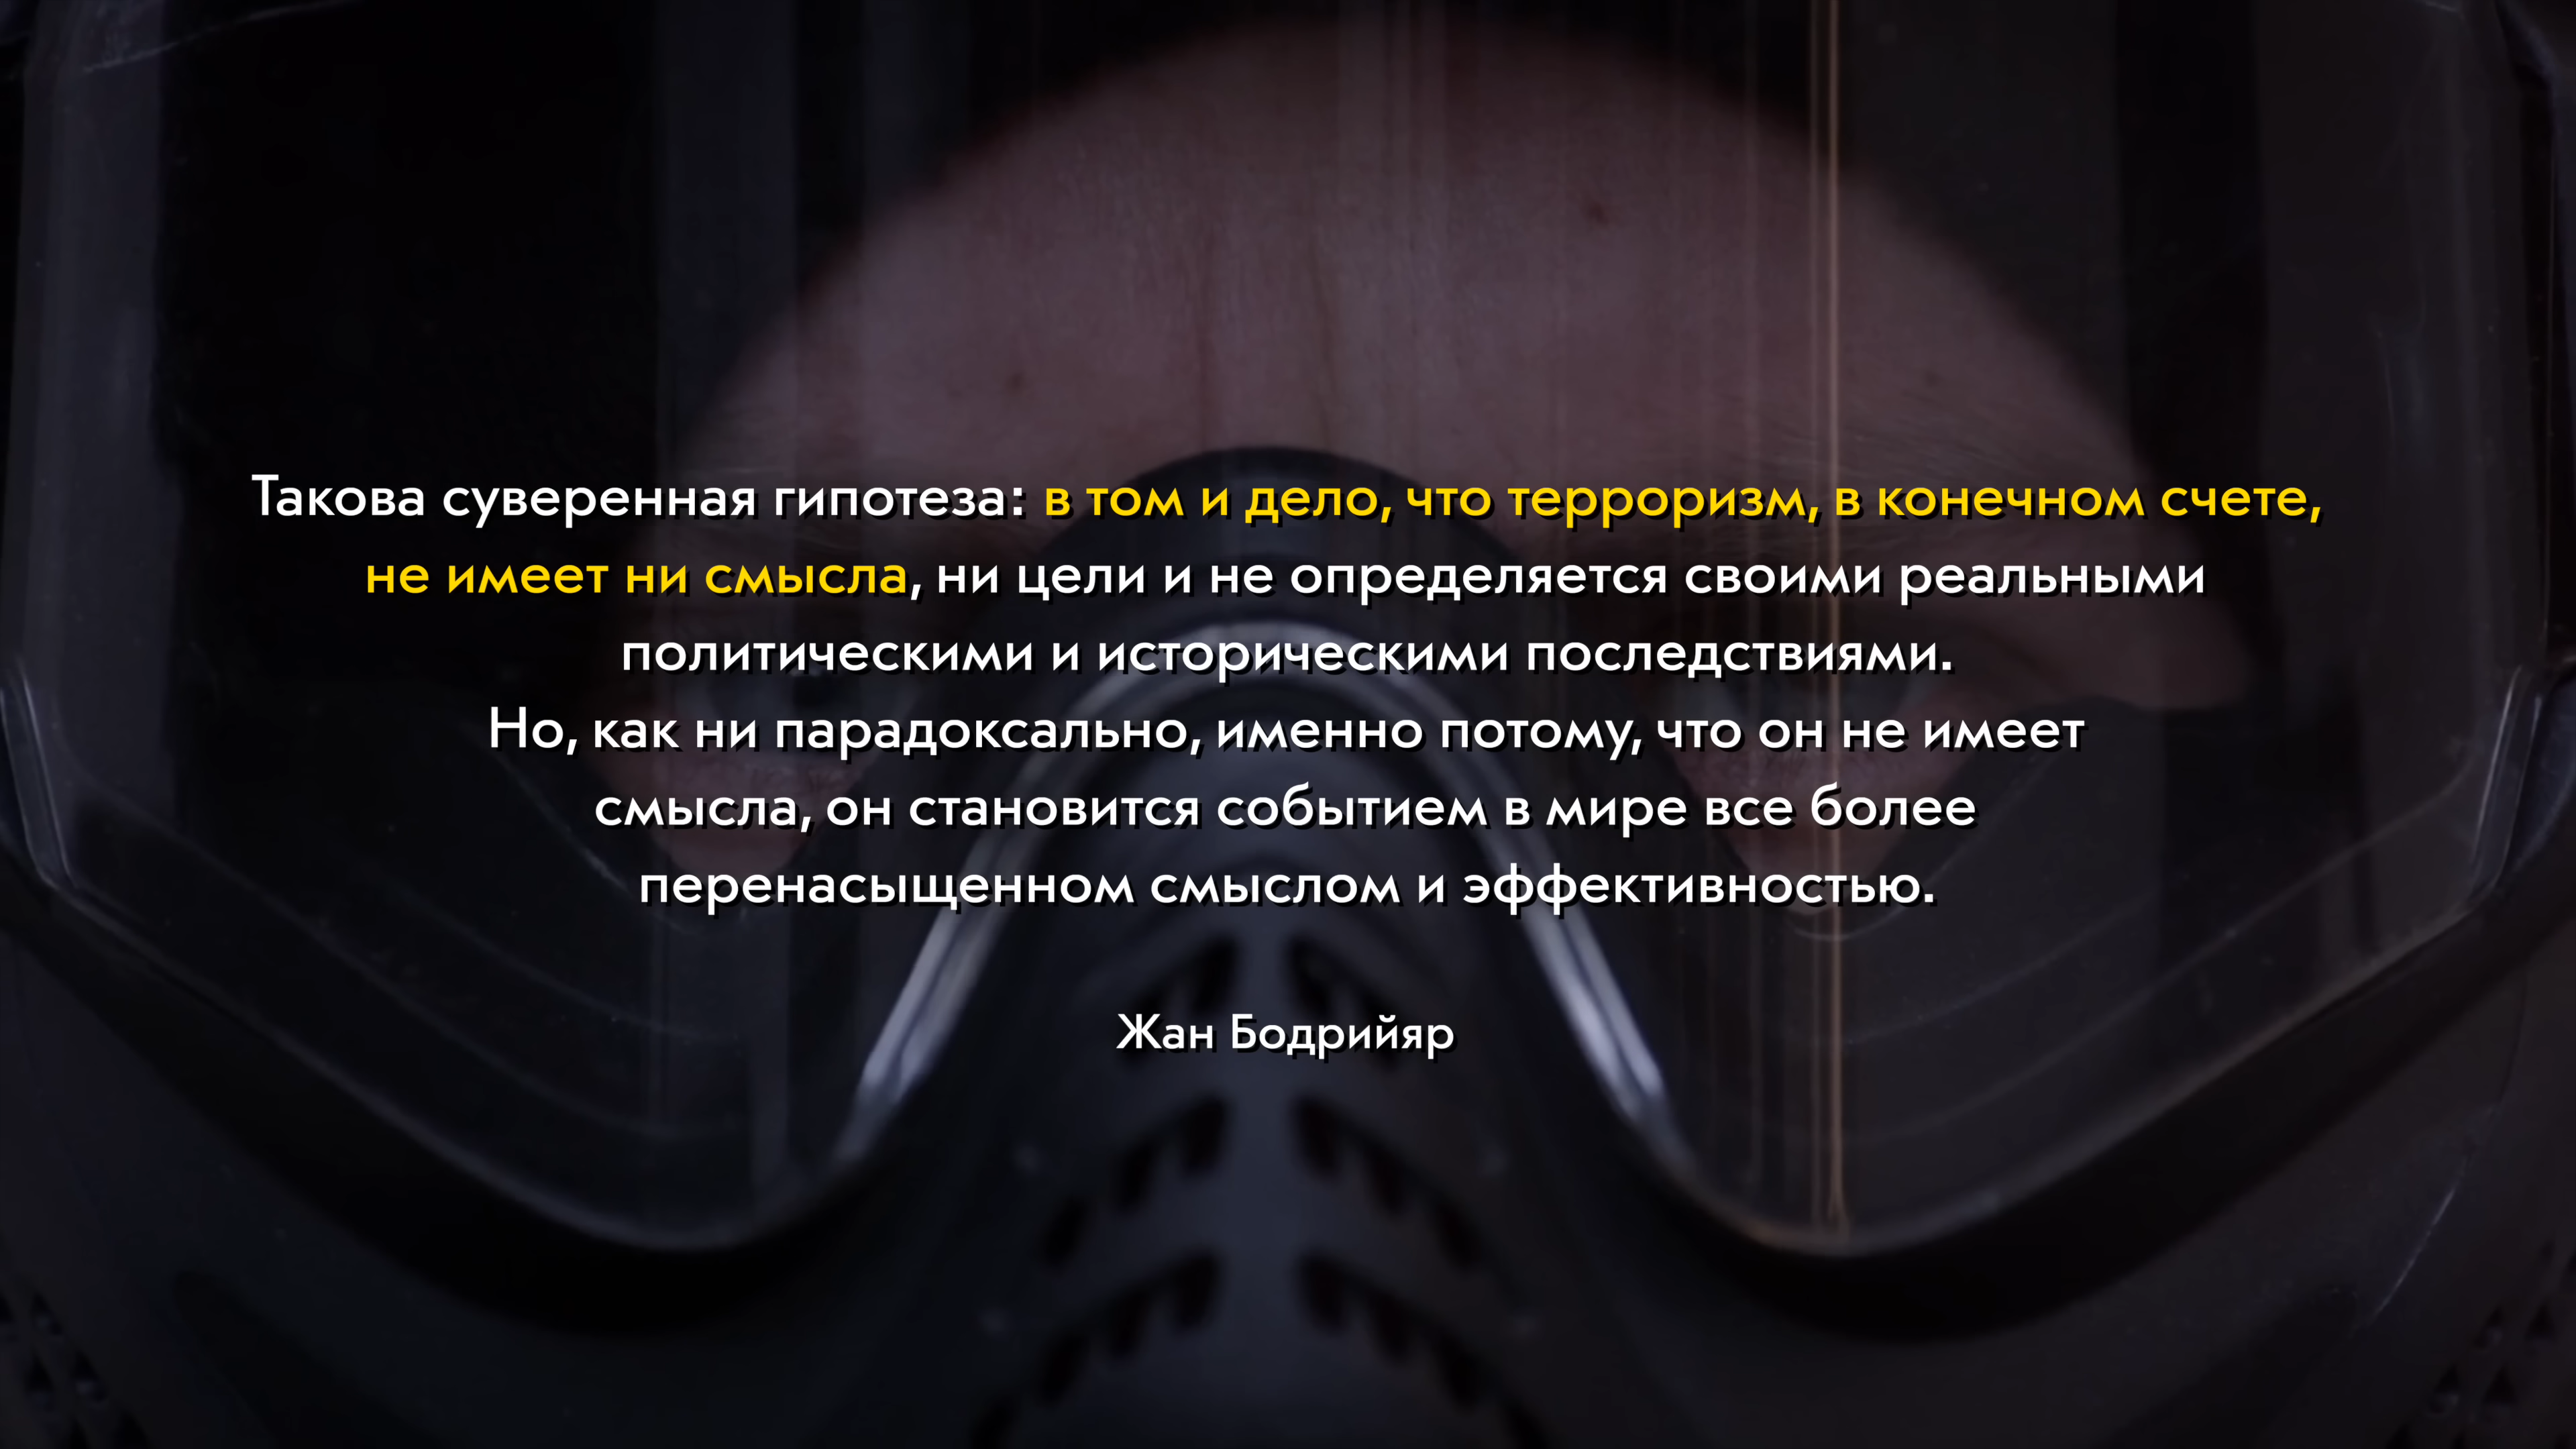 Такова суверенная гипотеза: в том и дело, что терроризм, в конечном счете,
не имеет ни смысла, ни цели и не определяется своими реальными
политическими и историческими последствиями.
Но, как ни парадоксально, именно потому, что он не имеет
смысла, он становится событием в мире все более
перенасыщенном смыслом и эффективностью.
Жан Бодрийяр